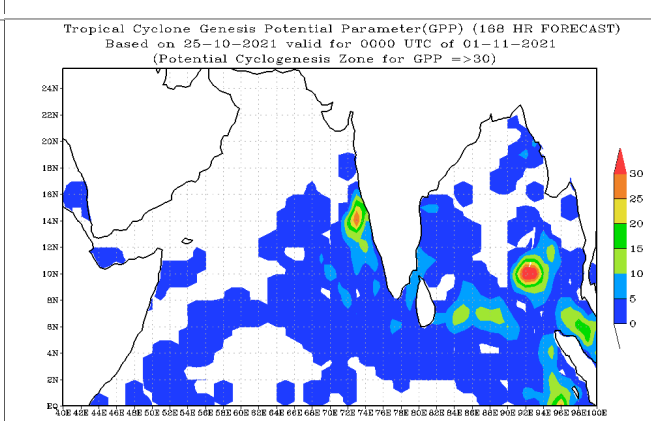 Tropical Cyclone Genesis Potential Parameter(GPP) (168 HR FORECAST)
Based on 25-10-2021 valid for 0000 UTC of 01-11-2021
(Potential Cyclogenesis Zone for GPP =>30)
24N
22N
20N
18N
16N
14N
12N
10N
8N
6N
4N
2N
EQ
40E 42E 44E 46E 48E 50E 52E 54E 56E 58E 60E 62E 64E 66E 68E 70E 72E 74E 76E 78E 80E 82E 84E 86E 88E 90E 92E 94E 96E 98E 100E
30
25
20
15
10
5
0